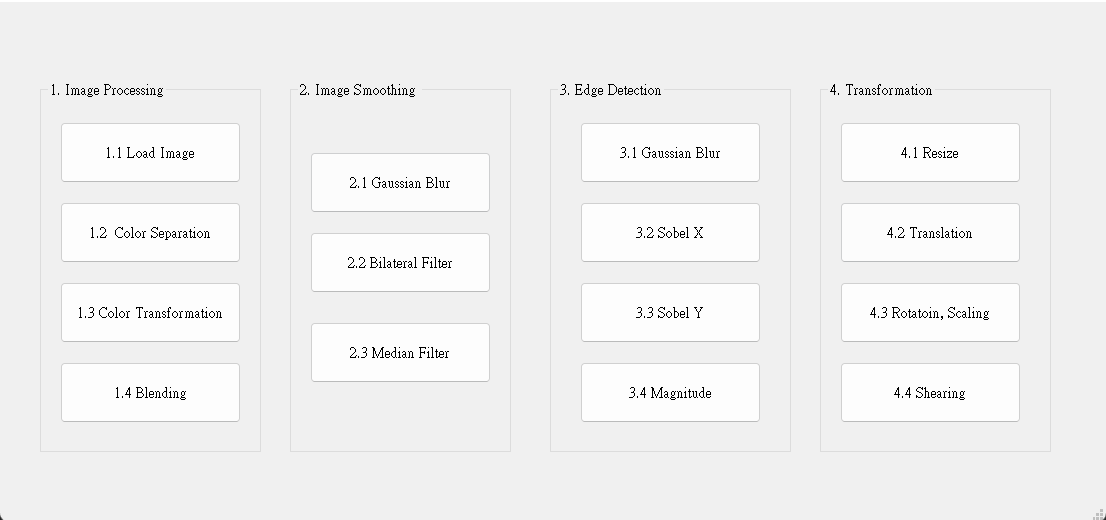 1. Image Processing
1.1 Load Image
1.2  Color Separation
1.3 Color Transformation
1.4 Blending
2. Image Smoothing
2.1 Gaussian Blur
2.2 Bilateral Filter
2.3 Median Filter
3. Edge Detection
3.1 Gaussian Blur
3.2 Sobel X
3.3 Sobel Y
3.4 Magnitude
4. Transformation
4.1 Resize
4.2 Translation
4.3 Rotatoin, Scaling
4.4 Shearing